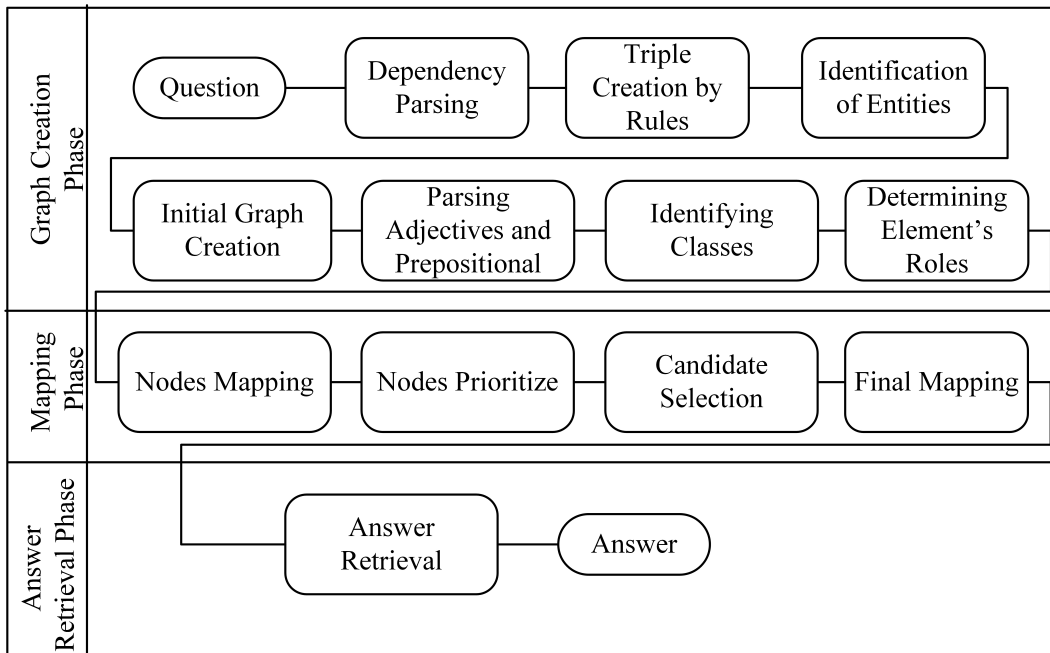 Graph Creation
Phase
Question
Dependency
Parsing
Triple
Creation by
Rules
Identification
of Entities
Initial Graph
Creation
Parsing
Adjectives and
Prepositional
Identifying
Classes
Determining
Element’s
Roles
Mapping
Phase
Nodes Mapping
Nodes Prioritize
Candidate
Selection
Final Mapping
Answer
Retrieval Phase
Answer
Retrieval
Answer